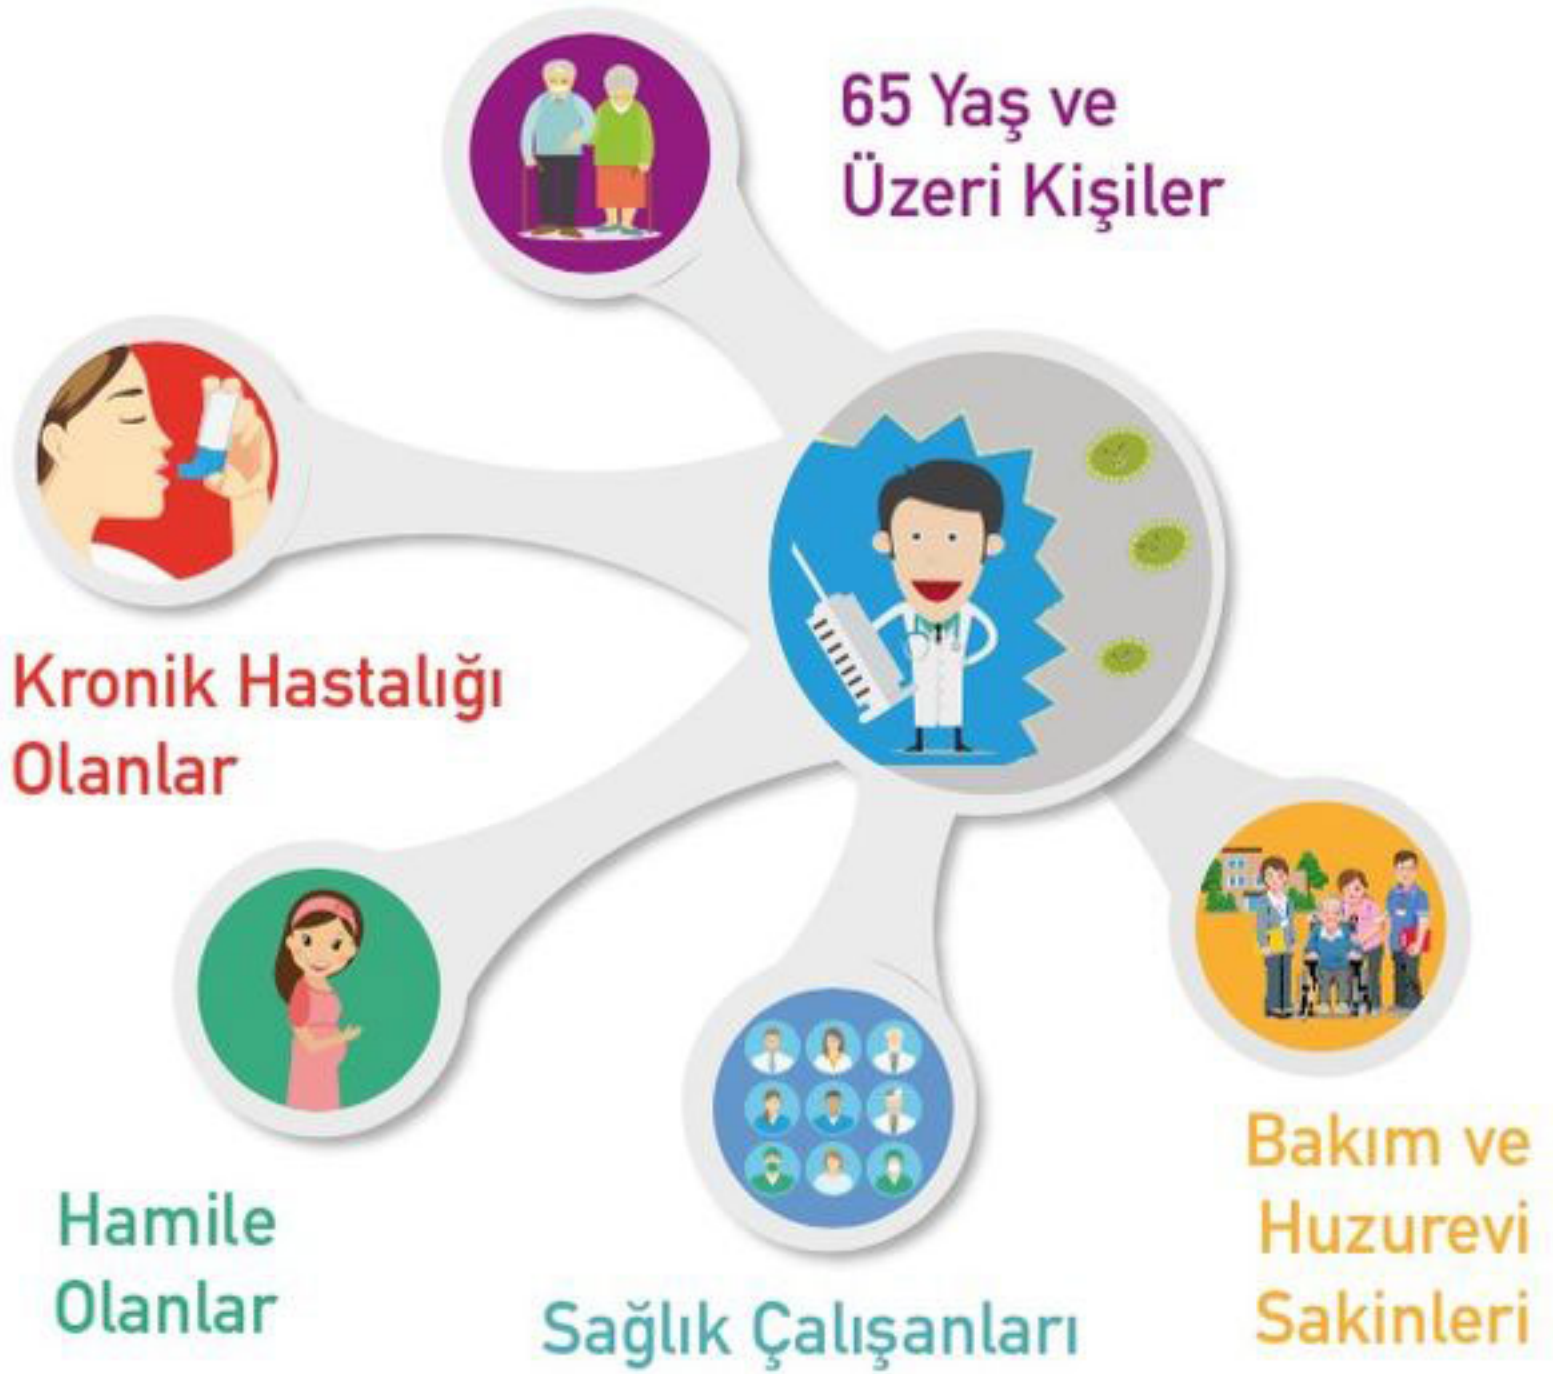 65 Yaş ve
Üzeri Kişiler
Kronik Hastalığı
Olanlar
Hamile
Olanlar
Sağlık Çalışanları
Bakım ve
Huzurevi
Sakinleri